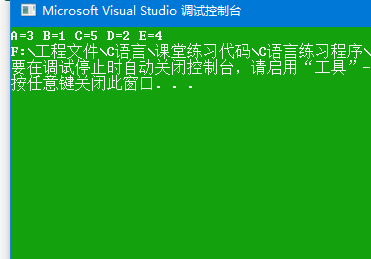 Microsoft Visual Studio 调试控制台
A=3 B=1 C=5 D=2 E=4
F:\工程文件\C语言\课堂练习代码\C语言练习程序\
要在调试停止时自动关闭控制台，请启用“工具”-
按任意键关闭此窗口. . .